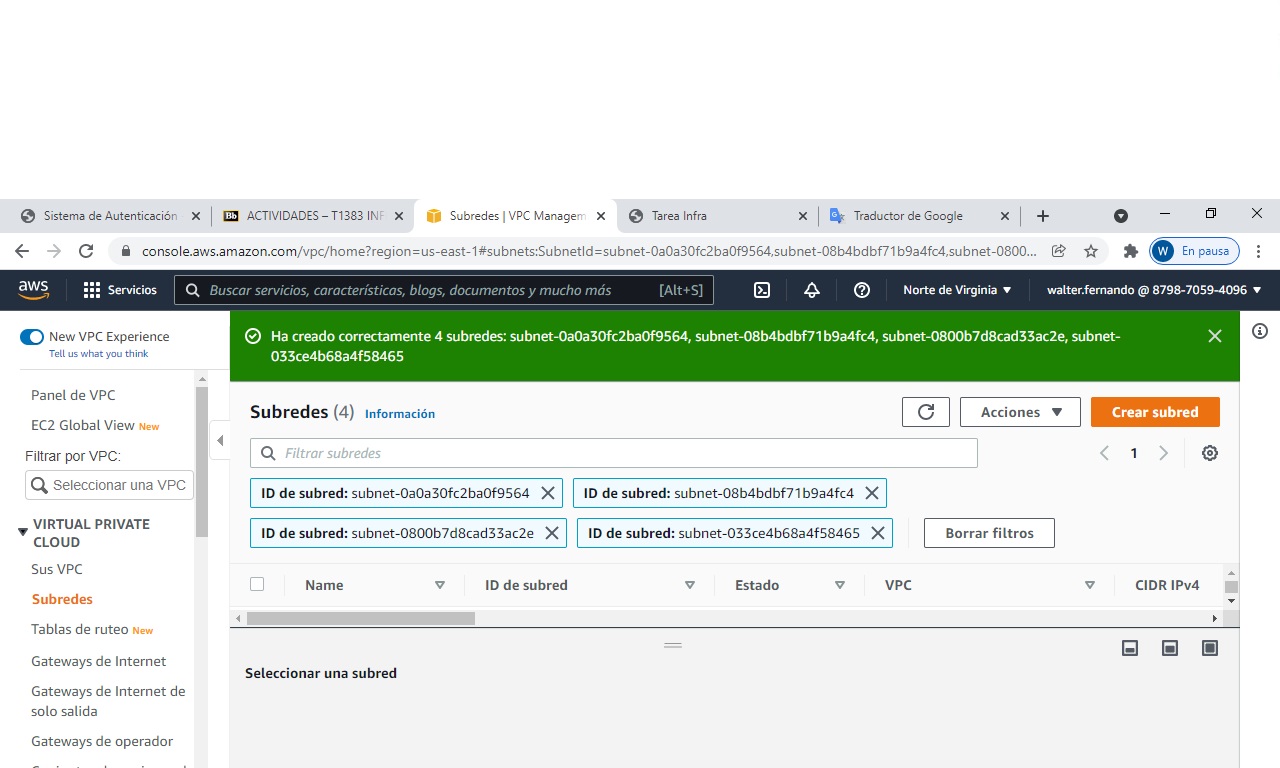 Sistema de Autenticación
Bb ACTIVIDADES – T1383 INF
Subredes | VPC Managem
Tarea Infra
Traductor de Google
console.aws.amazon.com/vpc/home?region=us-east-1#subnets:SubnetId=subnet-0a0a30fc2ba0f9564,subnet-08b4bdbf71b9a4fc4,subnet-0800...
W En pausa
aws
Servicios
Buscar servicios, características, blogs, documentos y mucho más [Alt+S]
Norte de Virginia
walter.fernando @ 8798-7059-4096
New VPC Experience
Tell us what you think
Panel de VPC
EC2 Global View New
Filtrar por VPC:
Seleccionar una VPC
VIRTUAL PRIVATE
CLOUD
Sus VPC
Subredes
Tablas de ruteo New
Gateways de Internet
Gateways de Internet de
solo salida
Gateways de operador
Ha creado correctamente 4 subredes: subnet-0a0a30fc2ba0f9564, subnet-08b4bdbf71b9a4fc4, subnet-0800b7d8cad33ac2e, subnet-
033ce4b68a4f58465
Subredes (4) Información
Acciones
Crear subred
Filtrar subredes
1
ID de subred: subnet-0a0a30fc2ba0f9564
ID de subred: subnet-08b4bdbf71b9a4fc4
ID de subred: subnet-0800b7d8cad33ac2e
ID de subred: subnet-033ce4b68a4f58465
Borrar filtros
Name
ID de subred
Estado
VPC
CIDR IPv4
Seleccionar una subred